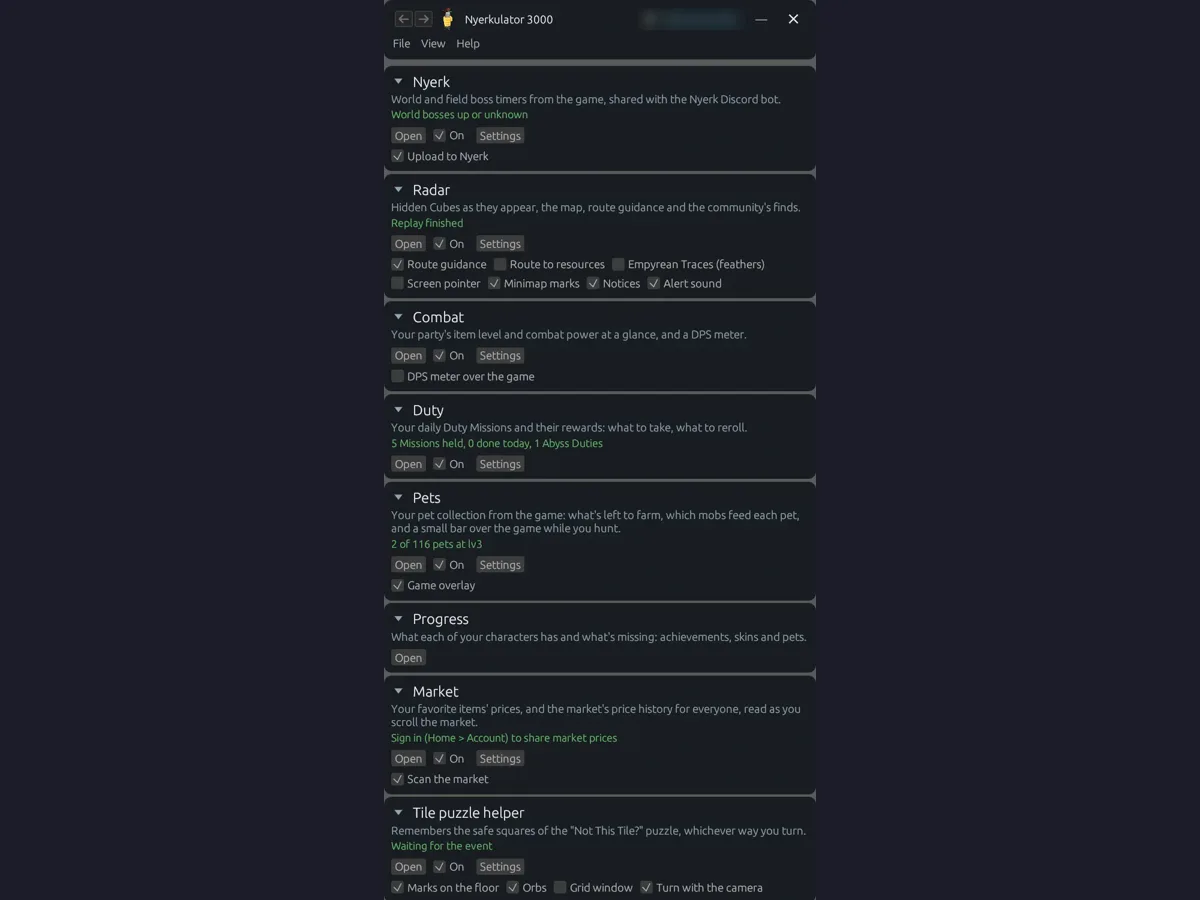 Nyerkulator 3000
File View Help
Nyerk
World and field boss timers from the game, shared with the Nyerk Discord bot.
World bosses up or unknown
Open On Settings
Upload to Nyerk
Radar
Hidden Cubes as they appear, the map, route guidance and the community's finds.
Replay finished
Open On Settings
Route guidance Route to resources Empyrean Traces (feathers)
Screen pointer Minimap marks Notices Alert sound
Combat
Your party's item level and combat power at a glance, and a DPS meter.
Open On Settings
DPS meter over the game
Duty
Your daily Duty Missions and their rewards: what to take, what to reroll.
5 Missions held, 0 done today, 1 Abyss Duties
Open On Settings
Pets
Your pet collection from the game: what's left to farm, which mobs feed each pet,
and a small bar over the game while you hunt.
2 of 116 pets at lv3
Open On Settings
Game overlay
Progress
What each of your characters has and what's missing: achievements, skins and pets.
Open
Market
Your favorite items' prices, and the market's price history for everyone, read as you
scroll the market.
Sign in (Home > Account) to share market prices
Open On Settings
Scan the market
Tile puzzle helper
Remembers the safe squares of the "Not This Tile?" puzzle, whichever way you turn.
Waiting for the event
Open On Settings
Marks on the floor Orbs Grid window Turn with the camera